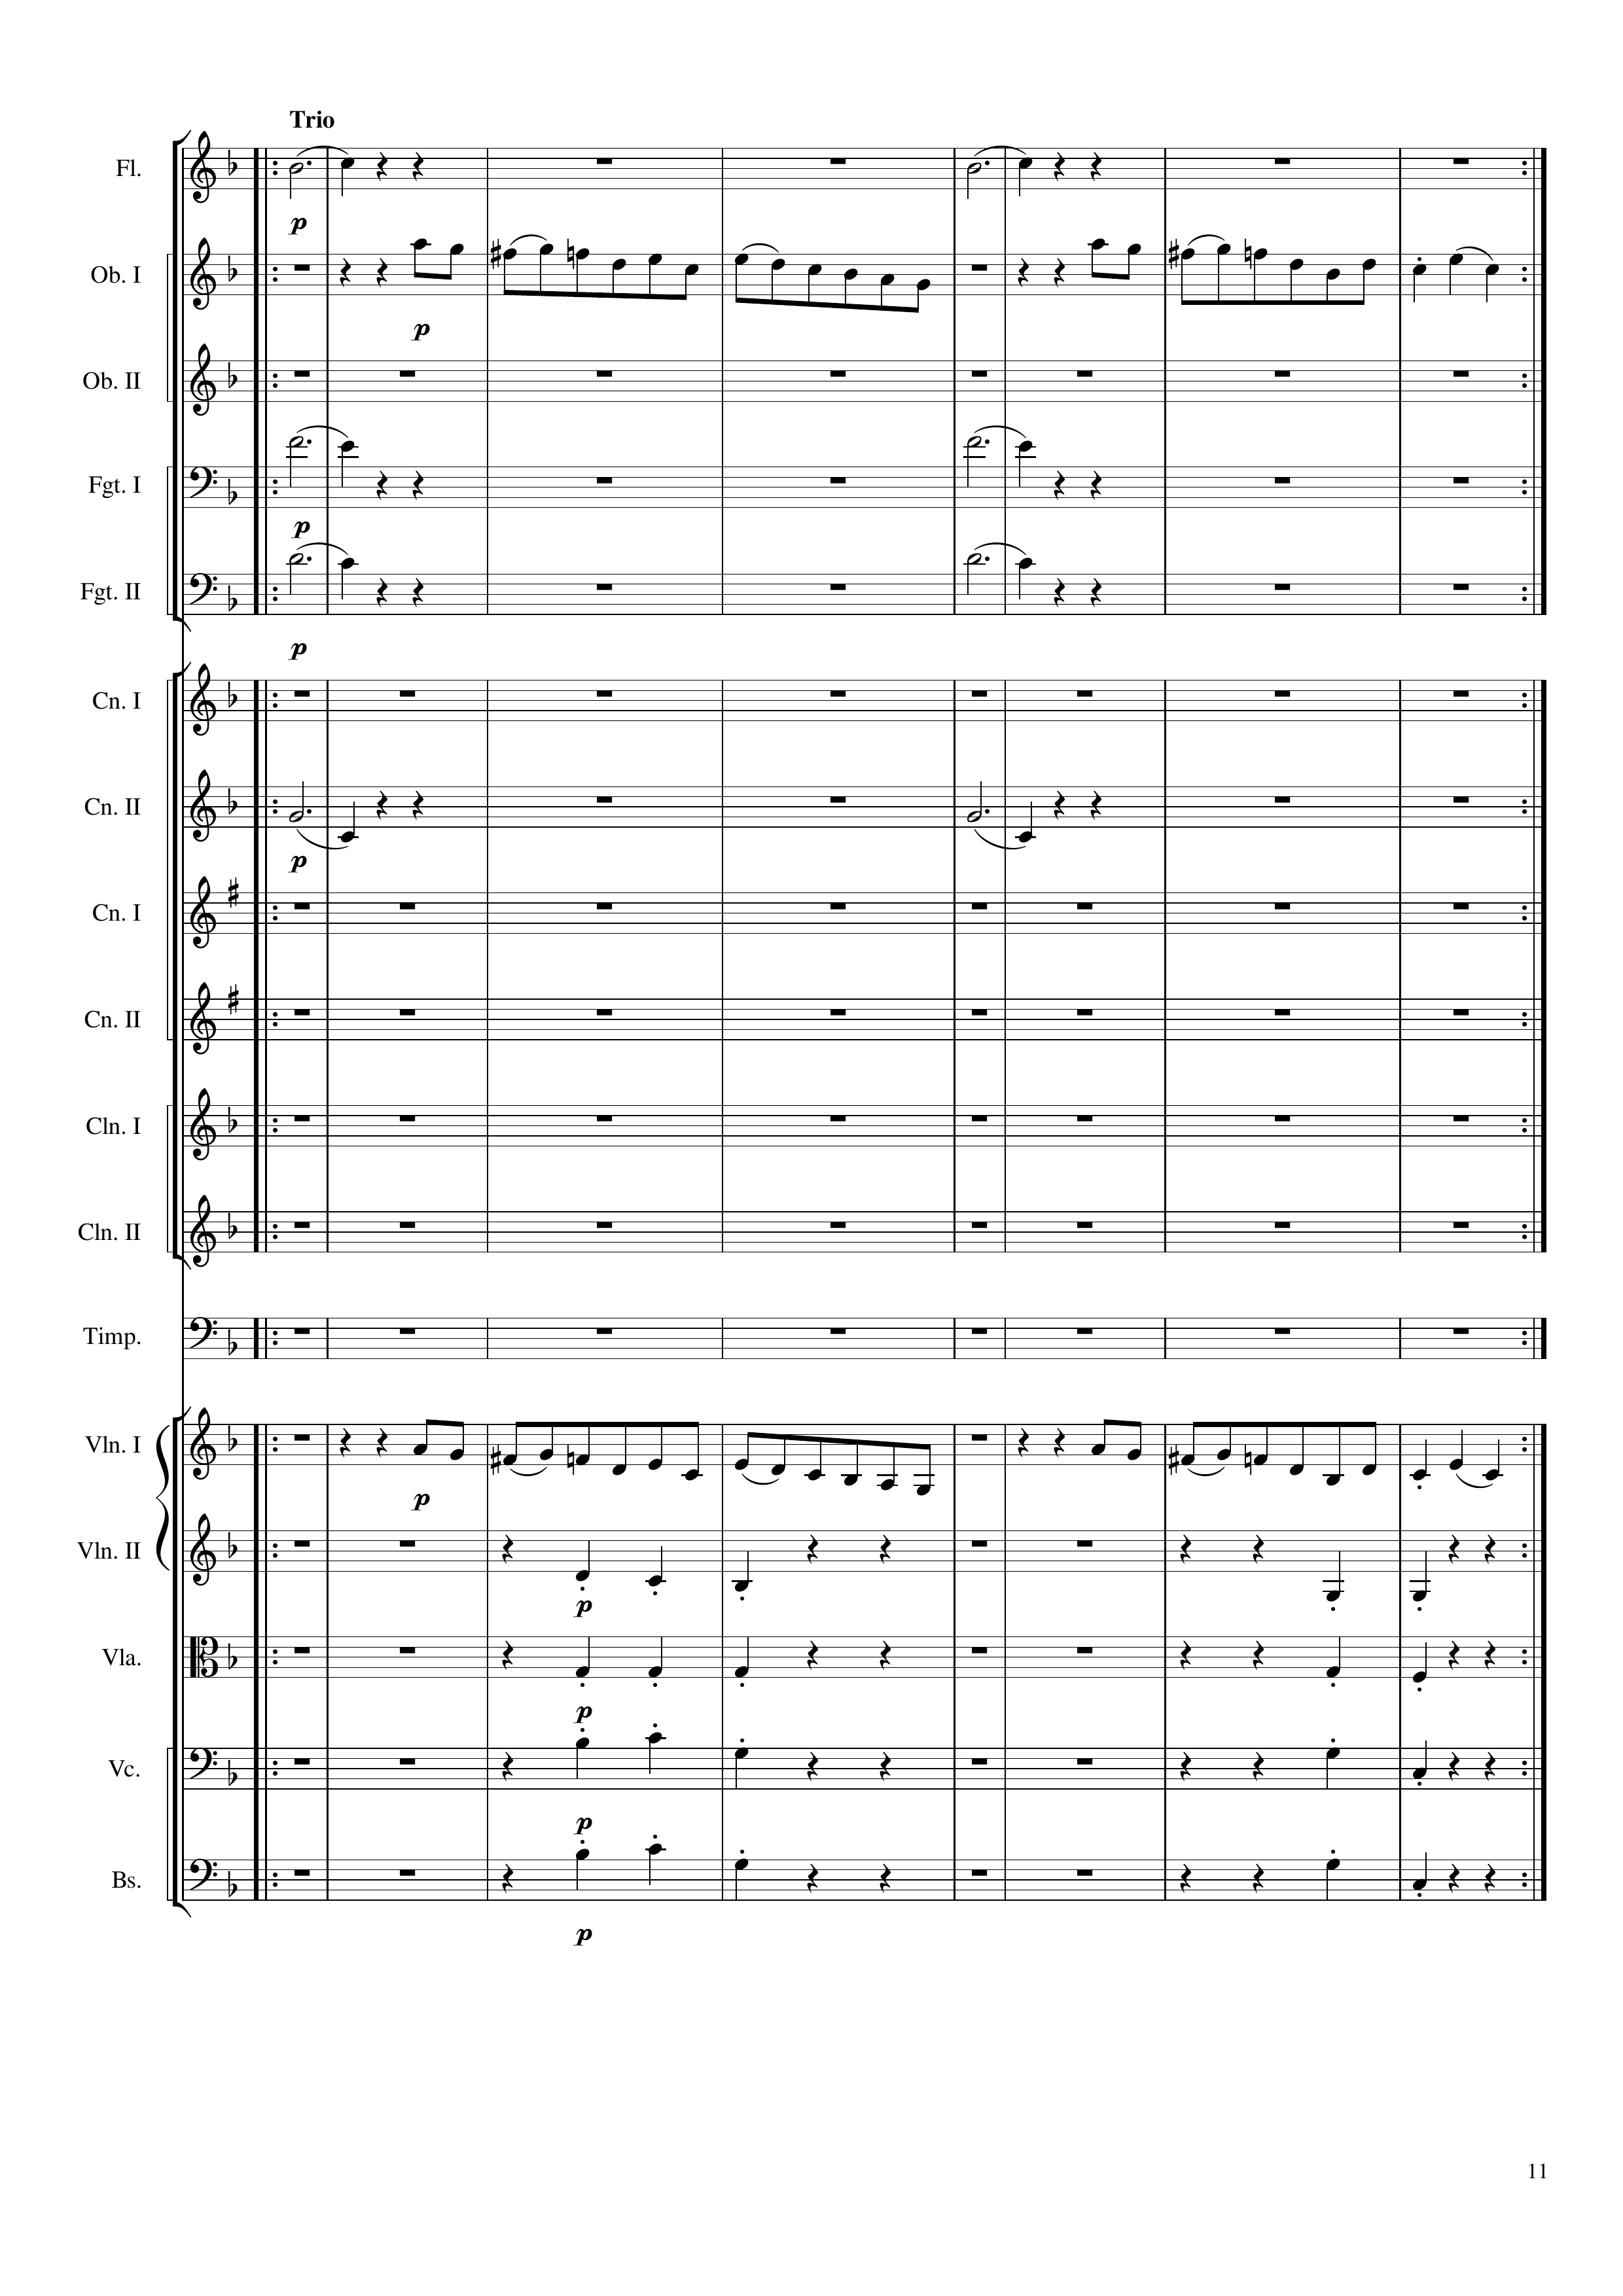 Trio
Fl.
p
Ob. I
p
Ob. II
Fgt. I
p
Fgt. II
p
Cn. I
Cn. II
p
Cn. I
Cn. II
Cln. I
Cln. II
Timp.
Vln. I
p
Vln. II
p
Vla.
p
Vc.
p
Bs.
p
11